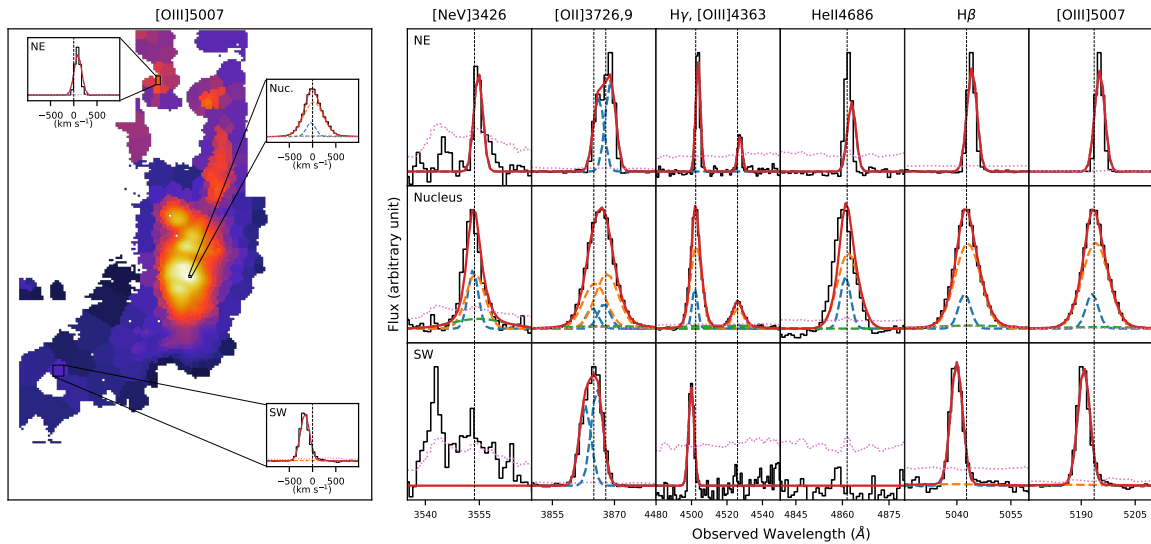 [OIII]5007
NE
−500 0 500
(km s⁻¹)
Nuc.
−500 0 500
(km s⁻¹)
SW
−500 0 500
(km s⁻¹)
[NeV]3426 [OII]3726,9 Hγ, [OIII]4363 HeII4686 Hβ [OIII]5007
NE
Nucleus
SW
Flux (arbitrary unit)
3540 3555 3855 3870 4480 4500 4520 4540 4845 4860 4885 5040 5055 5190 5205
Observed Wavelength (Å)